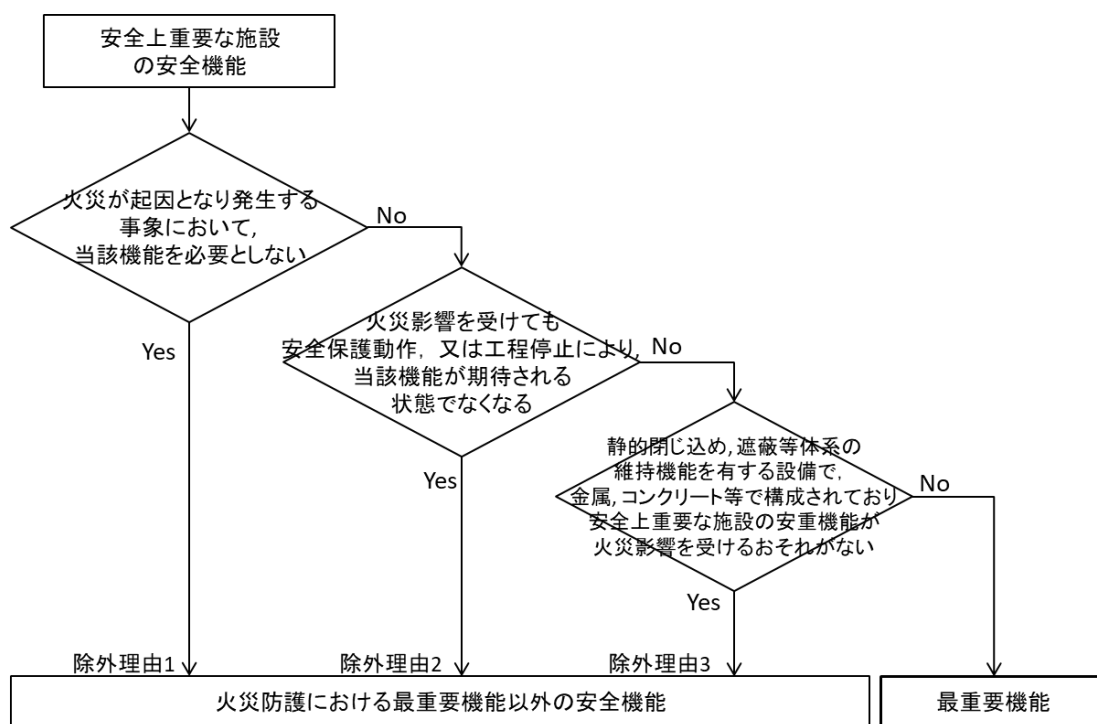 安全上重要な施設
の安全機能
火災が起因となり発生する
事象において,
当該機能を必要としない
No
Yes
火災影響を受けても
安全保護動作，又は工程停止により,
当該機能が期待される
状態でなくなる
No
Yes
静的閉じ込め,遮蔽等体系の
維持機能を有する設備で,
金属,コンクリート等で構成されており
安全上重要な施設の安重機能が
火災影響を受けるおそれがない
No
Yes
除外理由1
除外理由2
除外理由3
火災防護における最重要機能以外の安全機能
最重要機能